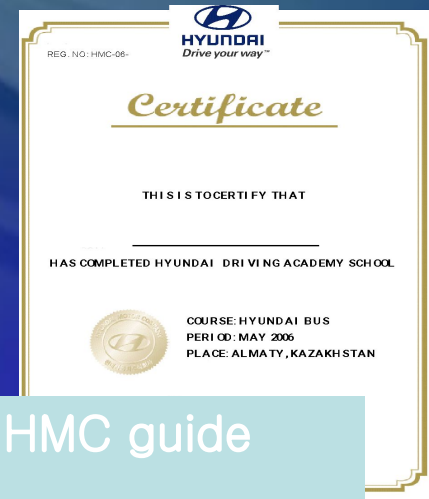 HYUNDAI
Drive your way™
REG. NO: HMC-06-
Certificate
THIS IS TO CERTIFY THAT
HAS COMPLETED HYUNDAI DRIVING ACADEMY SCHOOL
COURSE: HYUNDAI BUS
PERIOD: MAY 2006
PLACE: ALMATY, KAZAKHSTAN
HMC guide